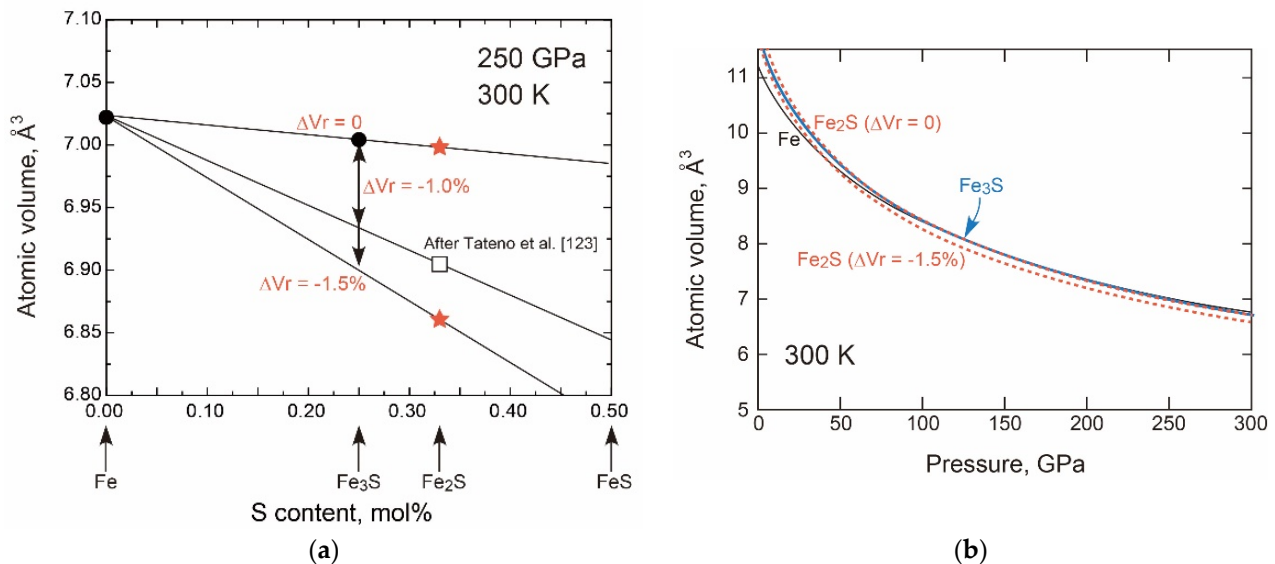 7.10
7.05
7.00
6.95
6.90
6.85
6.80
Atomic volume, Å³
250 GPa
300 K
ΔVr = 0
ΔVr = -1.0%
After Tateno et al. [123]
ΔVr = -1.5%
0.00 0.10 0.20 0.30 0.40 0.50
Fe Fe₃S Fe₂S FeS
S content, mol%
(a)
11
10
9
8
7
6
5
Atomic volume, Å³
Fe₂S (ΔVr = 0)
Fe
Fe₃S
Fe₂S (ΔVr = -1.5%)
300 K
0 50 100 150 200 250 300
Pressure, GPa
(b)